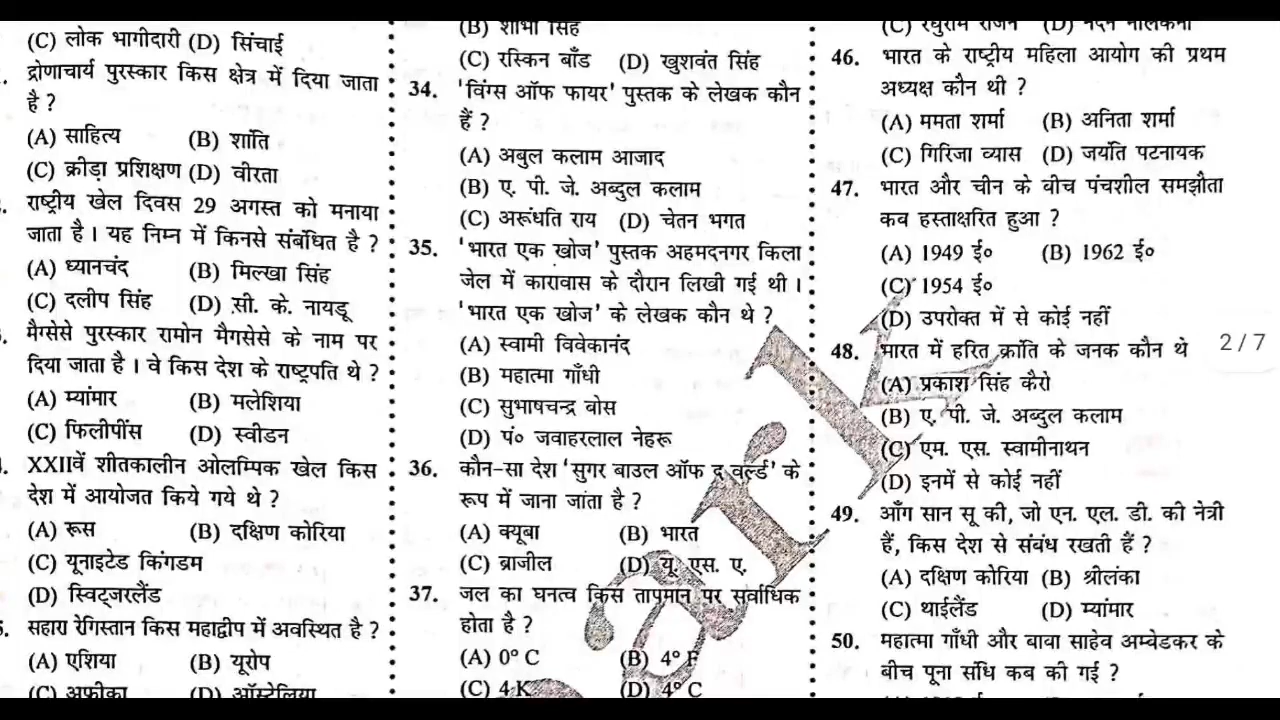 (C) लोक भागीदारी (D) सिंचाई
द्रोणाचार्य पुरस्कार किस क्षेत्र में दिया जाता
है ?
(A) साहित्य (B) शांति
(C) क्रीड़ा प्रशिक्षण (D) वीरता
राष्ट्रीय खेल दिवस 29 अगस्त को मनाया
जाता है। यह निम्न में किनसे संबंधित है ?
(A) ध्यानचंद (B) मिल्खा सिंह
(C) दलीप सिंह (D) सी. के. नायडू
मैग्सेसे पुरस्कार रामोन मैगसेसे के नाम पर
दिया जाता है। वे किस देश के राष्ट्रपति थे ?
(A) म्यांमार (B) मलेशिया
(C) फिलीपींस (D) स्वीडन
XXIIवें शीतकालीन ओलम्पिक खेल किस
देश में आयोजत किये गये थे ?
(A) रूस (B) दक्षिण कोरिया
(C) यूनाइटेड किंगडम
(D) स्विट्जरलैंड
सहारा रेगिस्तान किस महाद्वीप में अवस्थित है ?
(A) एशिया (B) यूरोप
(C) अफ्रीका (D) ऑस्ट्रेलिया
(B) शोभा सिंह
(C) रस्किन बॉंड (D) खुशवंत सिंह
34. 'विंग्स ऑफ फायर' पुस्तक के लेखक कौन
हैं ?
(A) अबुल कलाम आजाद
(B) ए. पी. जे. अब्दुल कलाम
(C) अरूंधति राय (D) चेतन भगत
35. 'भारत एक खोज' पुस्तक अहमदनगर किला
जेल में कारावास के दौरान लिखी गई थी।
'भारत एक खोज' के लेखक कौन थे ?
(A) स्वामी विवेकानंद
(B) महात्मा गाँधी
(C) सुभाषचन्द्र बोस
(D) पं० जवाहरलाल नेहरू
36. कौन-सा देश 'सुगर बाउल ऑफ द वर्ल्ड' के
रूप में जाना जाता है ?
(A) क्यूबा (B) भारत
(C) ब्राजील (D) यू. एस. ए.
37. जल का घनत्व किस तापमान पर सर्वाधिक
होता है ?
(A) 0° C (B) 4° F
(C) 4 K (D) 4° C
(C) रघुराम राजन (D) नंदन नीलेकनी
46. भारत के राष्ट्रीय महिला आयोग की प्रथम
अध्यक्ष कौन थी ?
(A) ममता शर्मा (B) अनिता शर्मा
(C) गिरिजा व्यास (D) जयंति पटनायक
47. भारत और चीन के बीच पंचशील समझौता
कब हस्ताक्षरित हुआ ?
(A) 1949 ई० (B) 1962 ई०
(C) 1954 ई०
(D) उपरोक्त में से कोई नहीं
48. भारत में हरित क्रांति के जनक कौन थे
(A) प्रकाश सिंह कैरो
(B) ए. पी. जे. अब्दुल कलाम
(C) एम. एस. स्वामीनाथन
(D) इनमें से कोई नहीं
49. आँग सान सू की, जो एन. एल. डी. की नेत्री
हैं, किस देश से संबंध रखती हैं ?
(A) दक्षिण कोरिया (B) श्रीलंका
(C) थाईलैंड (D) म्यांमार
50. महात्मा गाँधी और बाबा साहेव अम्वेडकर के
बीच पूना संधि कब की गई ?
2/7